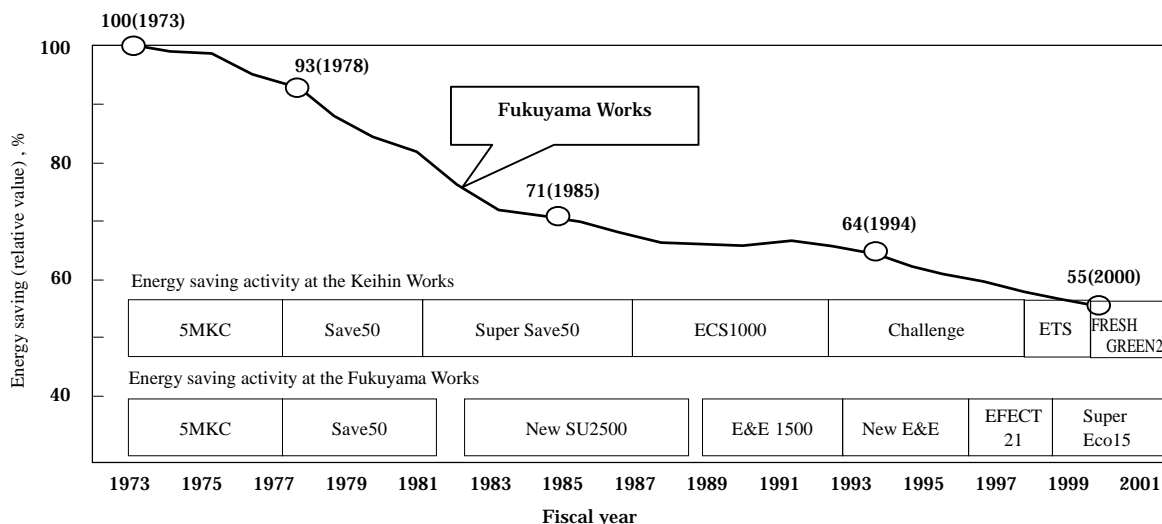 100(1973)
93(1978)
Fukuyama Works
71(1985)
64(1994)
55(2000)
Energy saving (relative value) , %
100
80
60
40
Energy saving activity at the Keihin Works
5MKC Save50 Super Save50 ECS1000 Challenge ETS FRESH
GREEN2
Energy saving activity at the Fukuyama Works
5MKC Save50 New SU2500 E&E 1500 New E&E EFECT
21 Super
Eco15
1973 1975 1977 1979 1981 1983 1985 1987 1989 1991 1993 1995 1997 1999 2001
Fiscal year